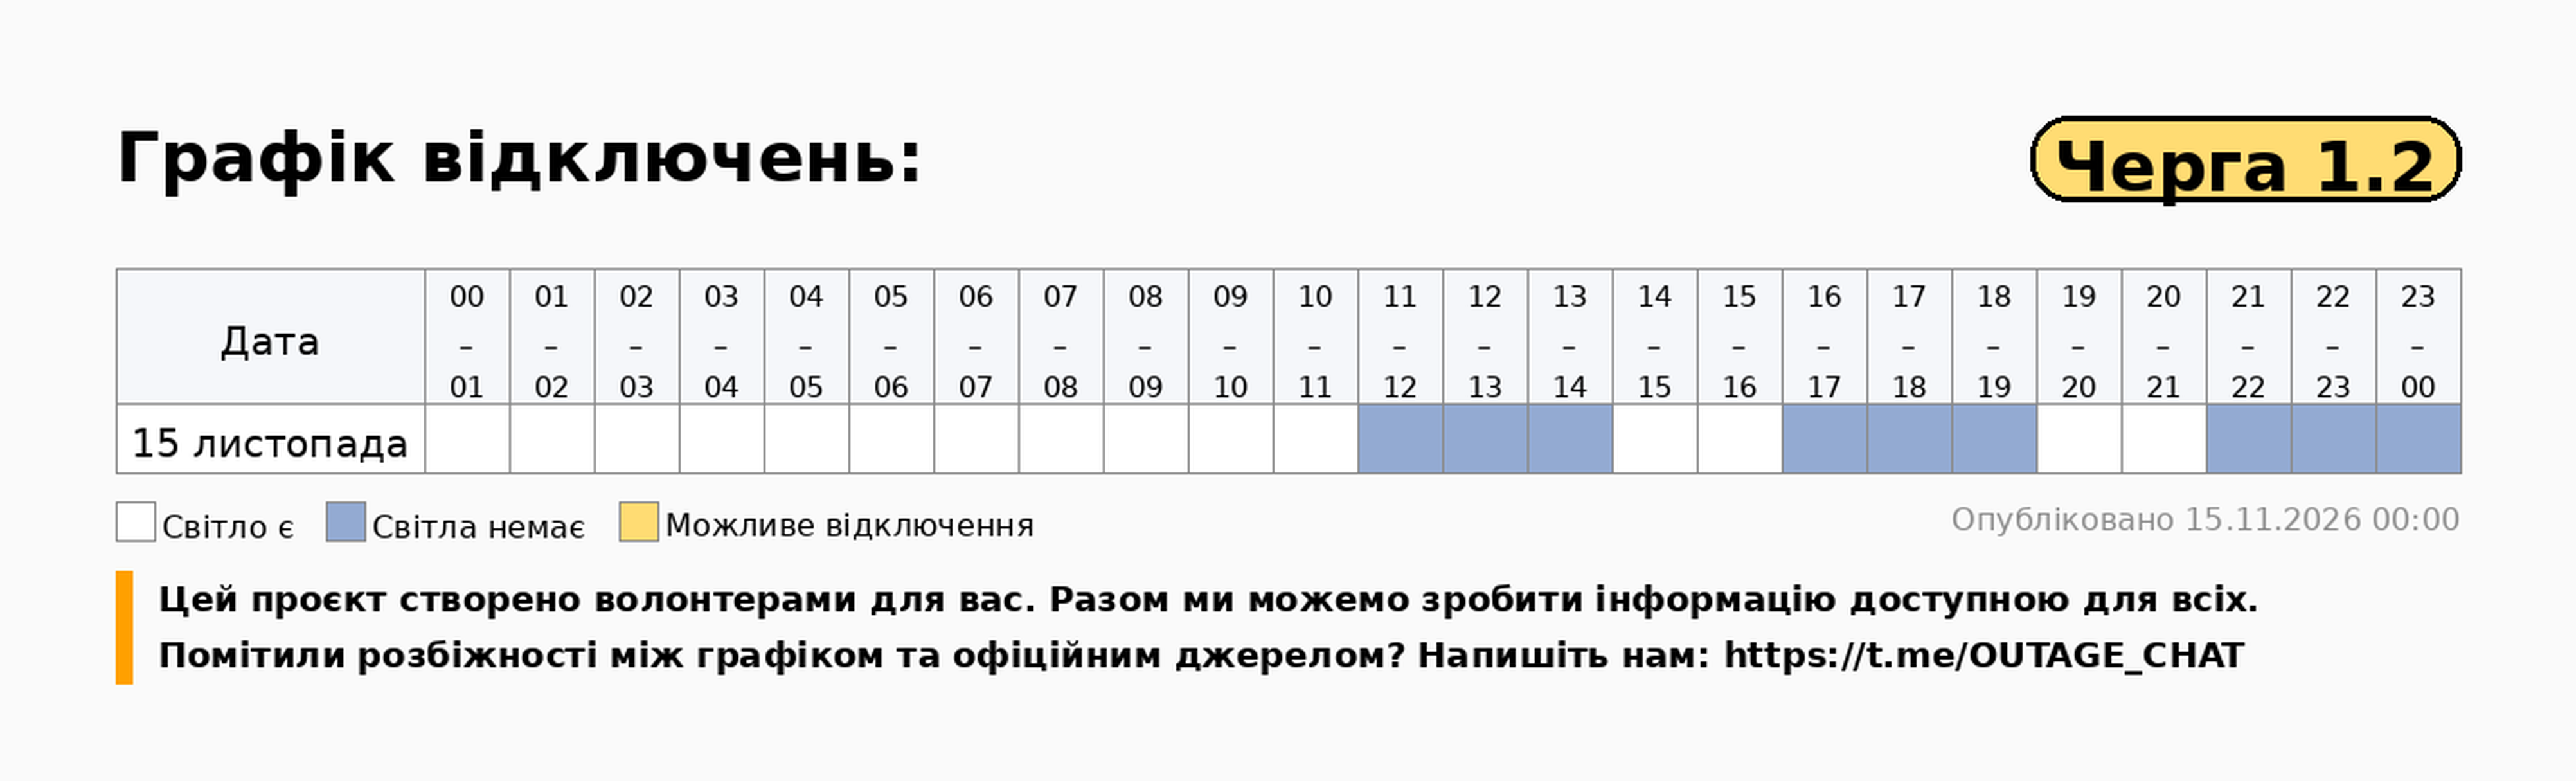 Графік відключень:
Черга 1.2
Дата
00 – 01
01 – 02
02 – 03
03 – 04
04 – 05
05 – 06
06 – 07
07 – 08
08 – 09
09 – 10
10 – 11
11 – 12
12 – 13
13 – 14
14 – 15
15 – 16
16 – 17
17 – 18
18 – 19
19 – 20
20 – 21
21 – 22
22 – 23
23 – 00
15 листопада
Світло є
Світла немає
Можливе відключення
Опубліковано 15.11.2026 00:00
Цей проєкт створено волонтерами для вас. Разом ми можемо зробити інформацію доступною для всіх.
Помітили розбіжності між графіком та офіційним джерелом? Напишіть нам: https://t.me/OUTAGE_CHAT